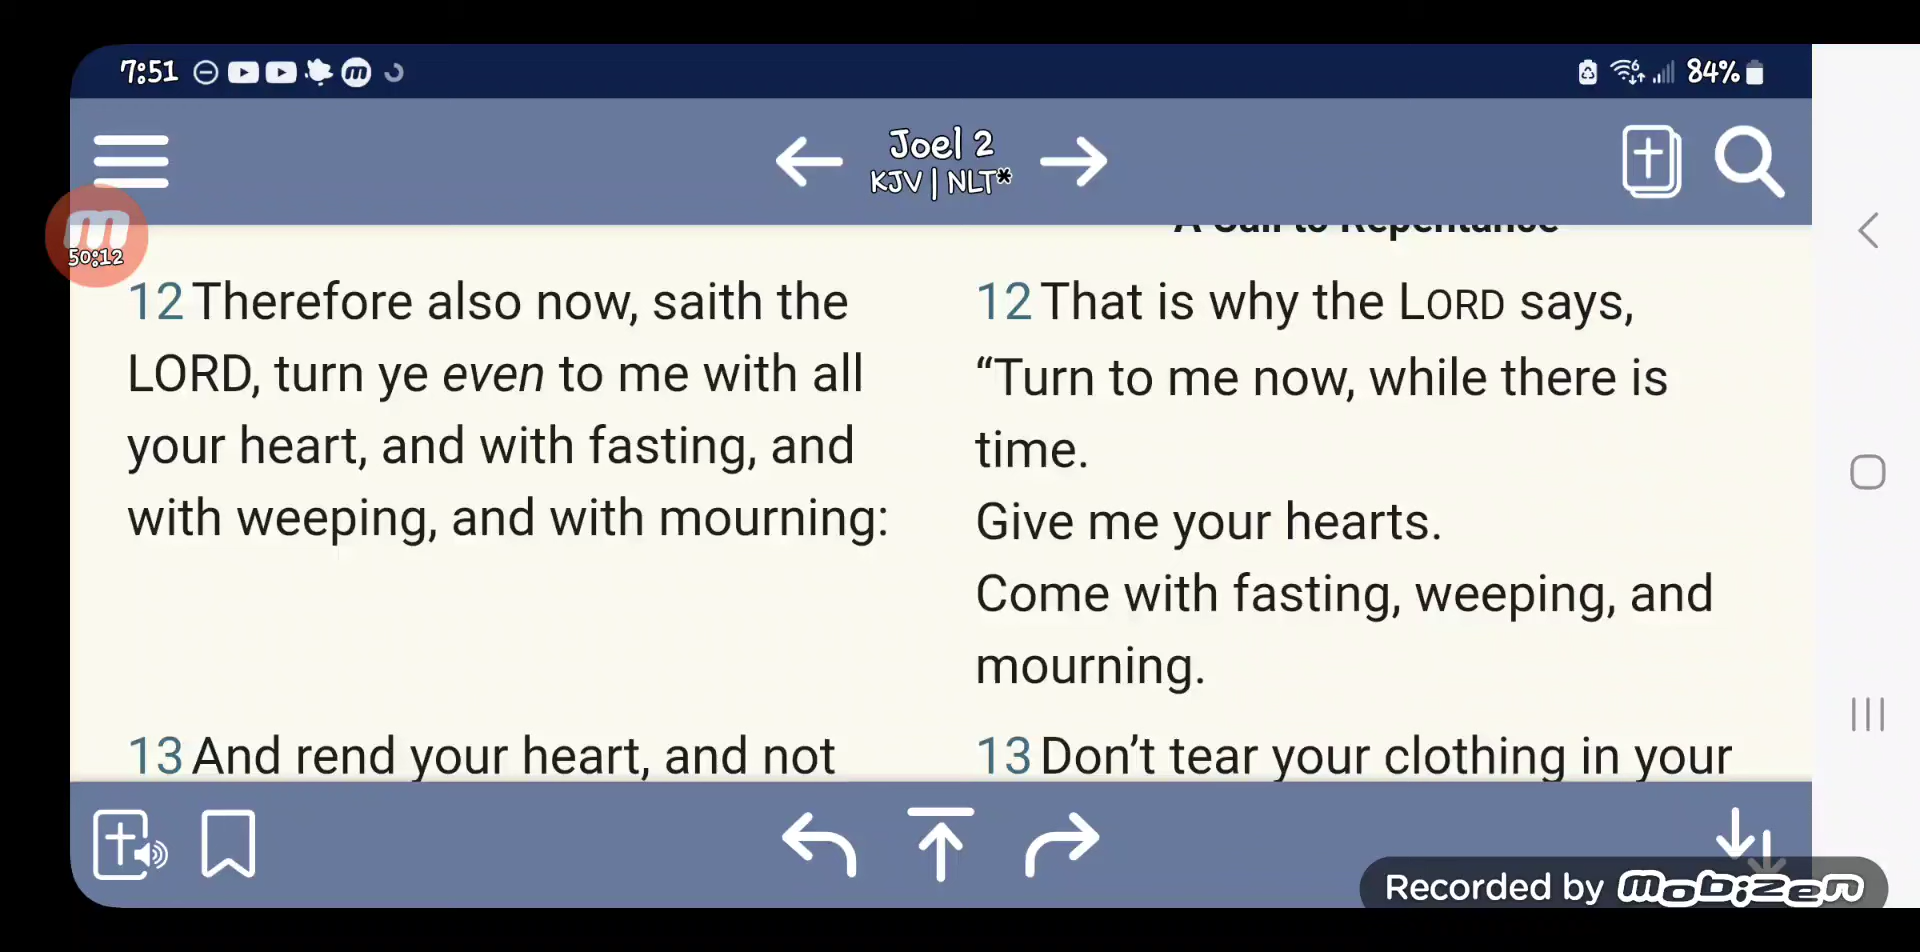 7:51
84%
Joel 2
KJV | NLT*
50:12
A Call to Repentance
12 Therefore also now, saith the
LORD, turn ye even to me with all
your heart, and with fasting, and
with weeping, and with mourning:
13 And rend your heart, and not
12 That is why the LORD says,
“Turn to me now, while there is
time.
Give me your hearts.
Come with fasting, weeping, and
mourning.
13 Don’t tear your clothing in your
Recorded by Mobizen